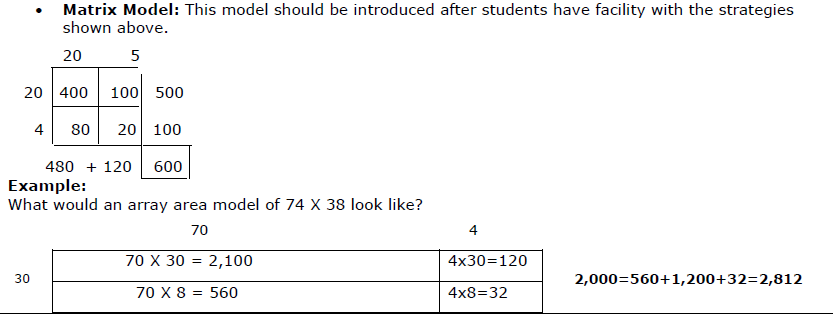 • Matrix Model: This model should be introduced after students have facility with the strategies
shown above.
20 5
20 400 100 500
4 80 20 100
480 + 120 600
Example:
What would an array area model of 74 X 38 look like?
70 4
70 X 30 = 2,100 4x30=120
30
2,000=560+1,200+32=2,812
70 X 8 = 560 4x8=32